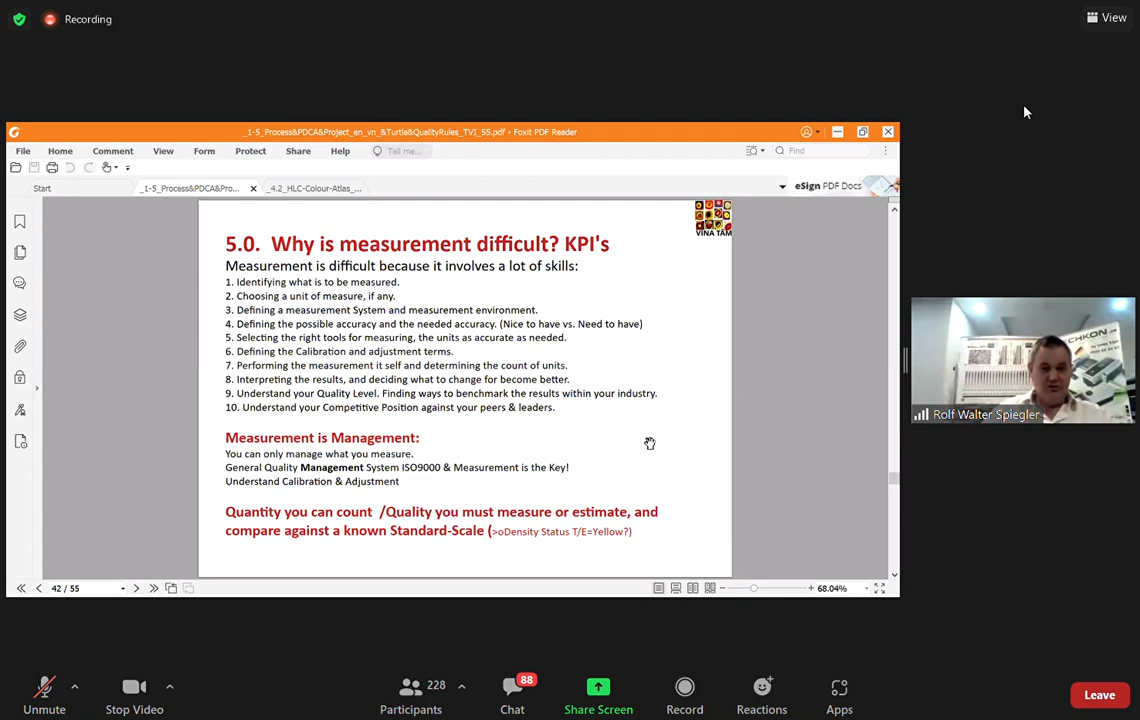 Recording
View
_1-5_Process&PDCA&Project_en_vn_&Turtle&QualityRules_TVI_55.pdf - Foxit PDF Reader
File Home Comment View Form Protect Share Help Tell me... Find
Start _1-5_Process&PDCA&Pro... _4.2_HLC-Colour-Atlas_... eSign PDF Docs
VINA TAM
5.0. Why is measurement difficult? KPI's
Measurement is difficult because it involves a lot of skills:
1. Identifying what is to be measured.
2. Choosing a unit of measure, if any.
3. Defining a measurement System and measurement environment.
4. Defining the possible accuracy and the needed accuracy. (Nice to have vs. Need to have)
5. Selecting the right tools for measuring, the units as accurate as needed.
6. Defining the Calibration and adjustment terms.
7. Performing the measurement it self and determining the count of units.
8. Interpreting the results, and deciding what to change for become better.
9. Understand your Quality Level. Finding ways to benchmark the results within your industry.
10. Understand your Competitive Position against your peers & leaders.
Measurement is Management:
You can only manage what you measure.
General Quality Management System ISO9000 & Measurement is the Key!
Understand Calibration & Adjustment
Quantity you can count /Quality you must measure or estimate, and
compare against a known Standard-Scale (>oDensity Status T/E=Yellow?)
42 / 55
68.04%
TECHKON
Rolf Walter Spiegler
228
88
Unmute Stop Video Participants Chat Share Screen Record Reactions Apps Leave